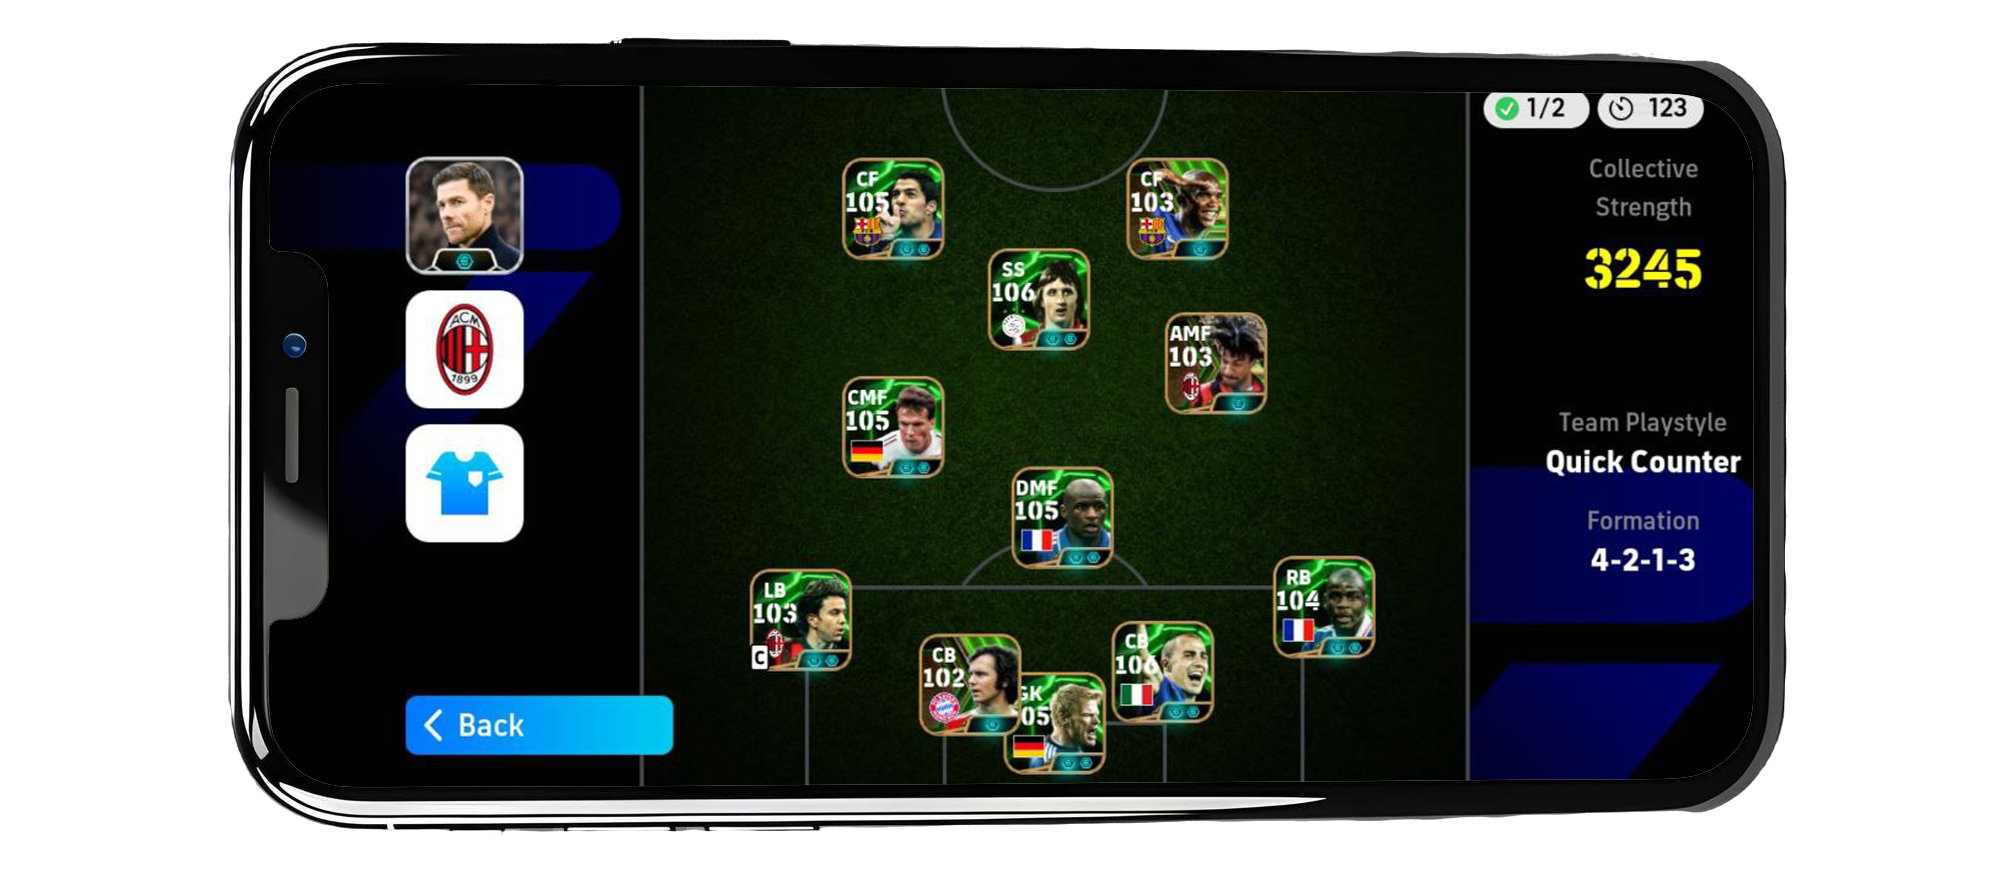 1/2
123
Collective
Strength
3245
Team Playstyle
Quick Counter
Formation
4-2-1-3
ACM
1899
Back
CF
105
CF
103
SS
106
AMF
103
CMF
105
DMF
105
LB
103
C
RB
104
CB
102
CB
106
GK
05